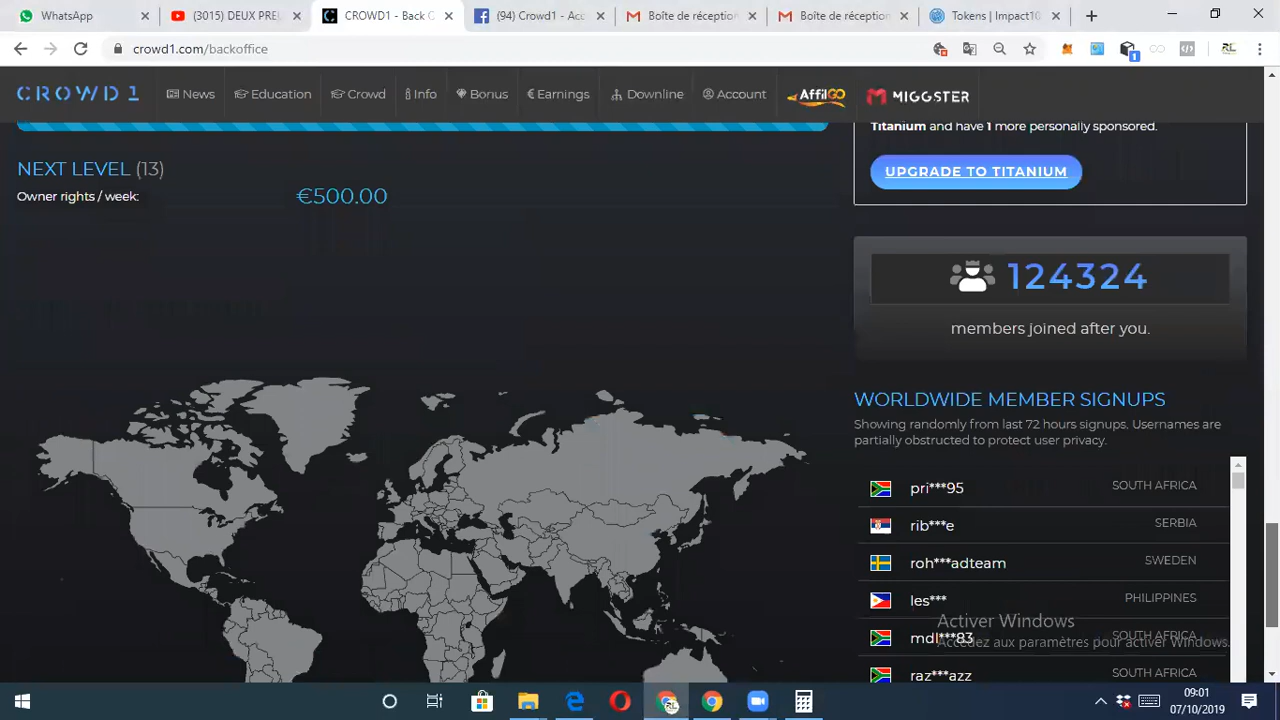 WhatsApp
(3015) DEUX PREU
CROWD1 - Back O
(94) Crowd1 - Acc
Boîte de réception
Boîte de réception
Tokens | Impact10
crowd1.com/backoffice
CROWD1
News
Education
Crowd
Info
Bonus
€ Earnings
Downline
Account
AffilGO
MIGGSTER
Titanium and have 1 more personally sponsored.
UPGRADE TO TITANIUM
NEXT LEVEL (13)
Owner rights / week:
€500.00
124324
members joined after you.
WORLDWIDE MEMBER SIGNUPS
Showing randomly from last 72 hours signups. Usernames are
partially obstructed to protect user privacy.
pri***95 SOUTH AFRICA
rib***e SERBIA
roh***adteam SWEDEN
les*** PHILIPPINES
mdl***83 SOUTH AFRICA
raz***azz SOUTH AFRICA
Activer Windows
Accédez aux paramètres pour activer Windows.
09:01
07/10/2019